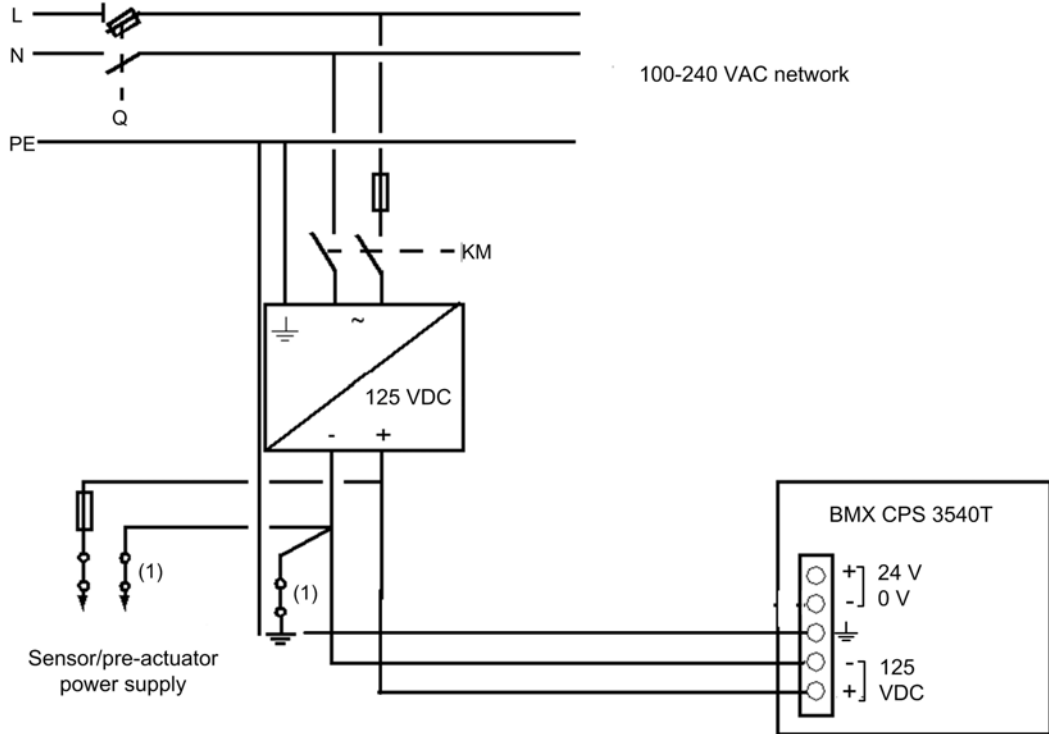 L
N
100-240 VAC network
Q
PE
KM
~
125 VDC
- +
BMX CPS 3540T
+ 24 V
- 0 V
(1)
(1)
- 125
+ VDC
Sensor/pre-actuator
power supply